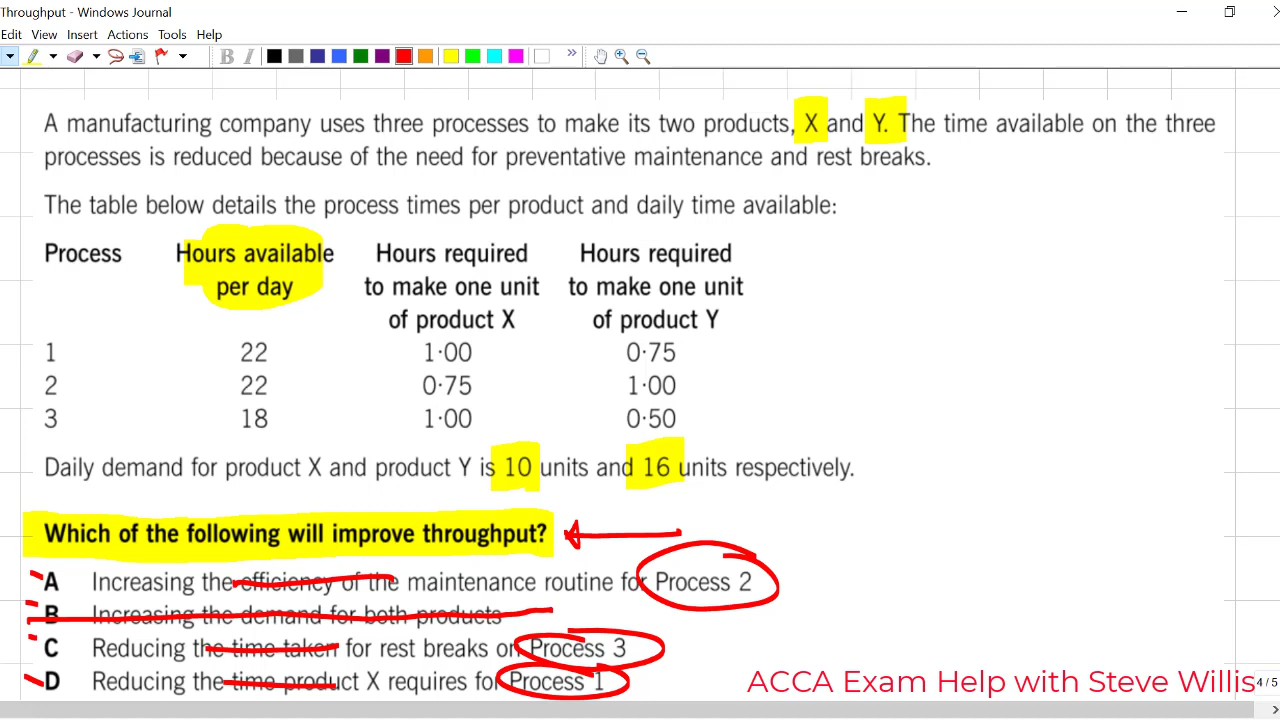 Throughput - Windows Journal
Edit View Insert Actions Tools Help
B I
A manufacturing company uses three processes to make its two products, X and Y. The time available on the three
processes is reduced because of the need for preventative maintenance and rest breaks.
The table below details the process times per product and daily time available:
Process Hours available Hours required Hours required
per day to make one unit to make one unit
of product X of product Y
1 22 1·00 0·75
2 22 0·75 1·00
3 18 1·00 0·50
Daily demand for product X and product Y is 10 units and 16 units respectively.
Which of the following will improve throughput?
A Increasing the efficiency of the maintenance routine for Process 2
B Increasing the demand for both products
C Reducing the time taken for rest breaks on Process 3
D Reducing the time product X requires for Process 1
ACCA Exam Help with Steve Willis
4 / 5